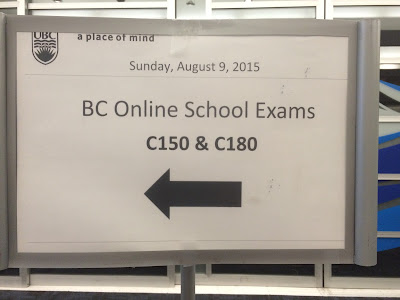 UBC
a place of mind
Sunday, August 9, 2015
BC Online School Exams
C150 & C180